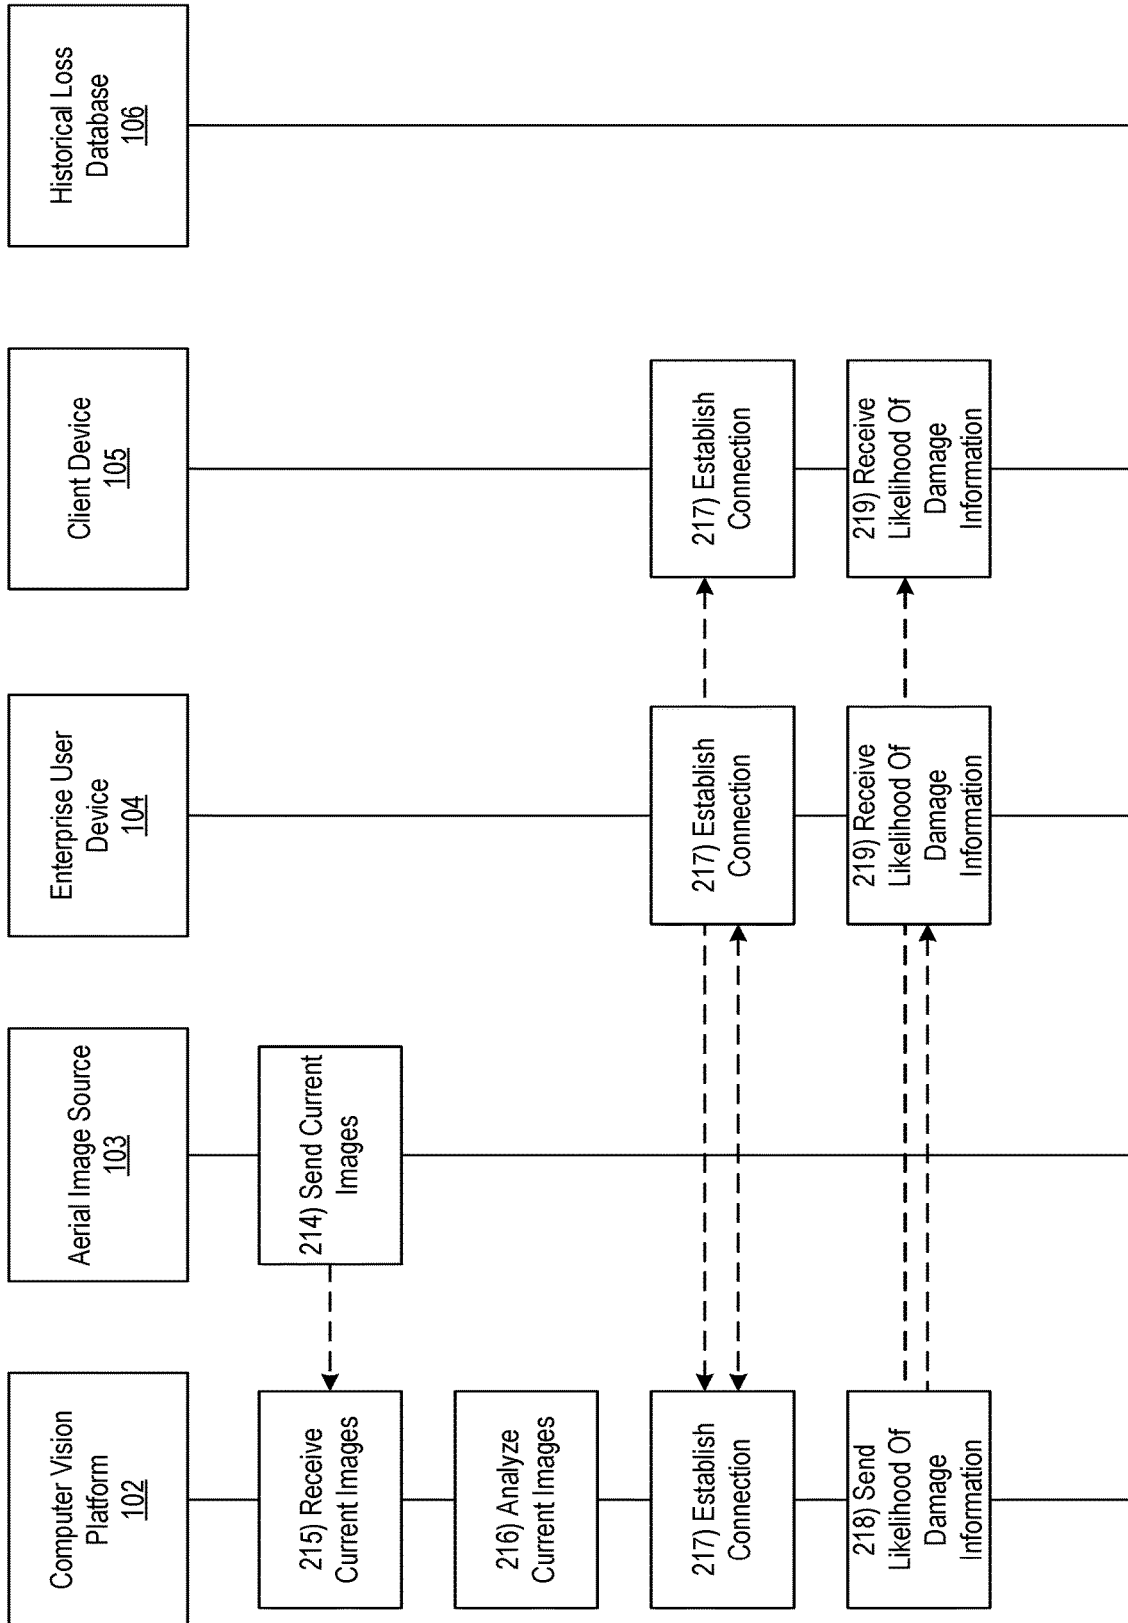 Computer Vision
Platform
102
Aerial Image Source
103
Enterprise User
Device
104
Client Device
105
Historical Loss
Database
106
214) Send Current
Images
215) Receive
Current Images
216) Analyze
Current Images
217) Establish
Connection
217) Establish
Connection
217) Establish
Connection
218) Send
Likelihood Of
Damage
Information
219) Receive
Likelihood Of
Damage
Information
219) Receive
Likelihood Of
Damage
Information